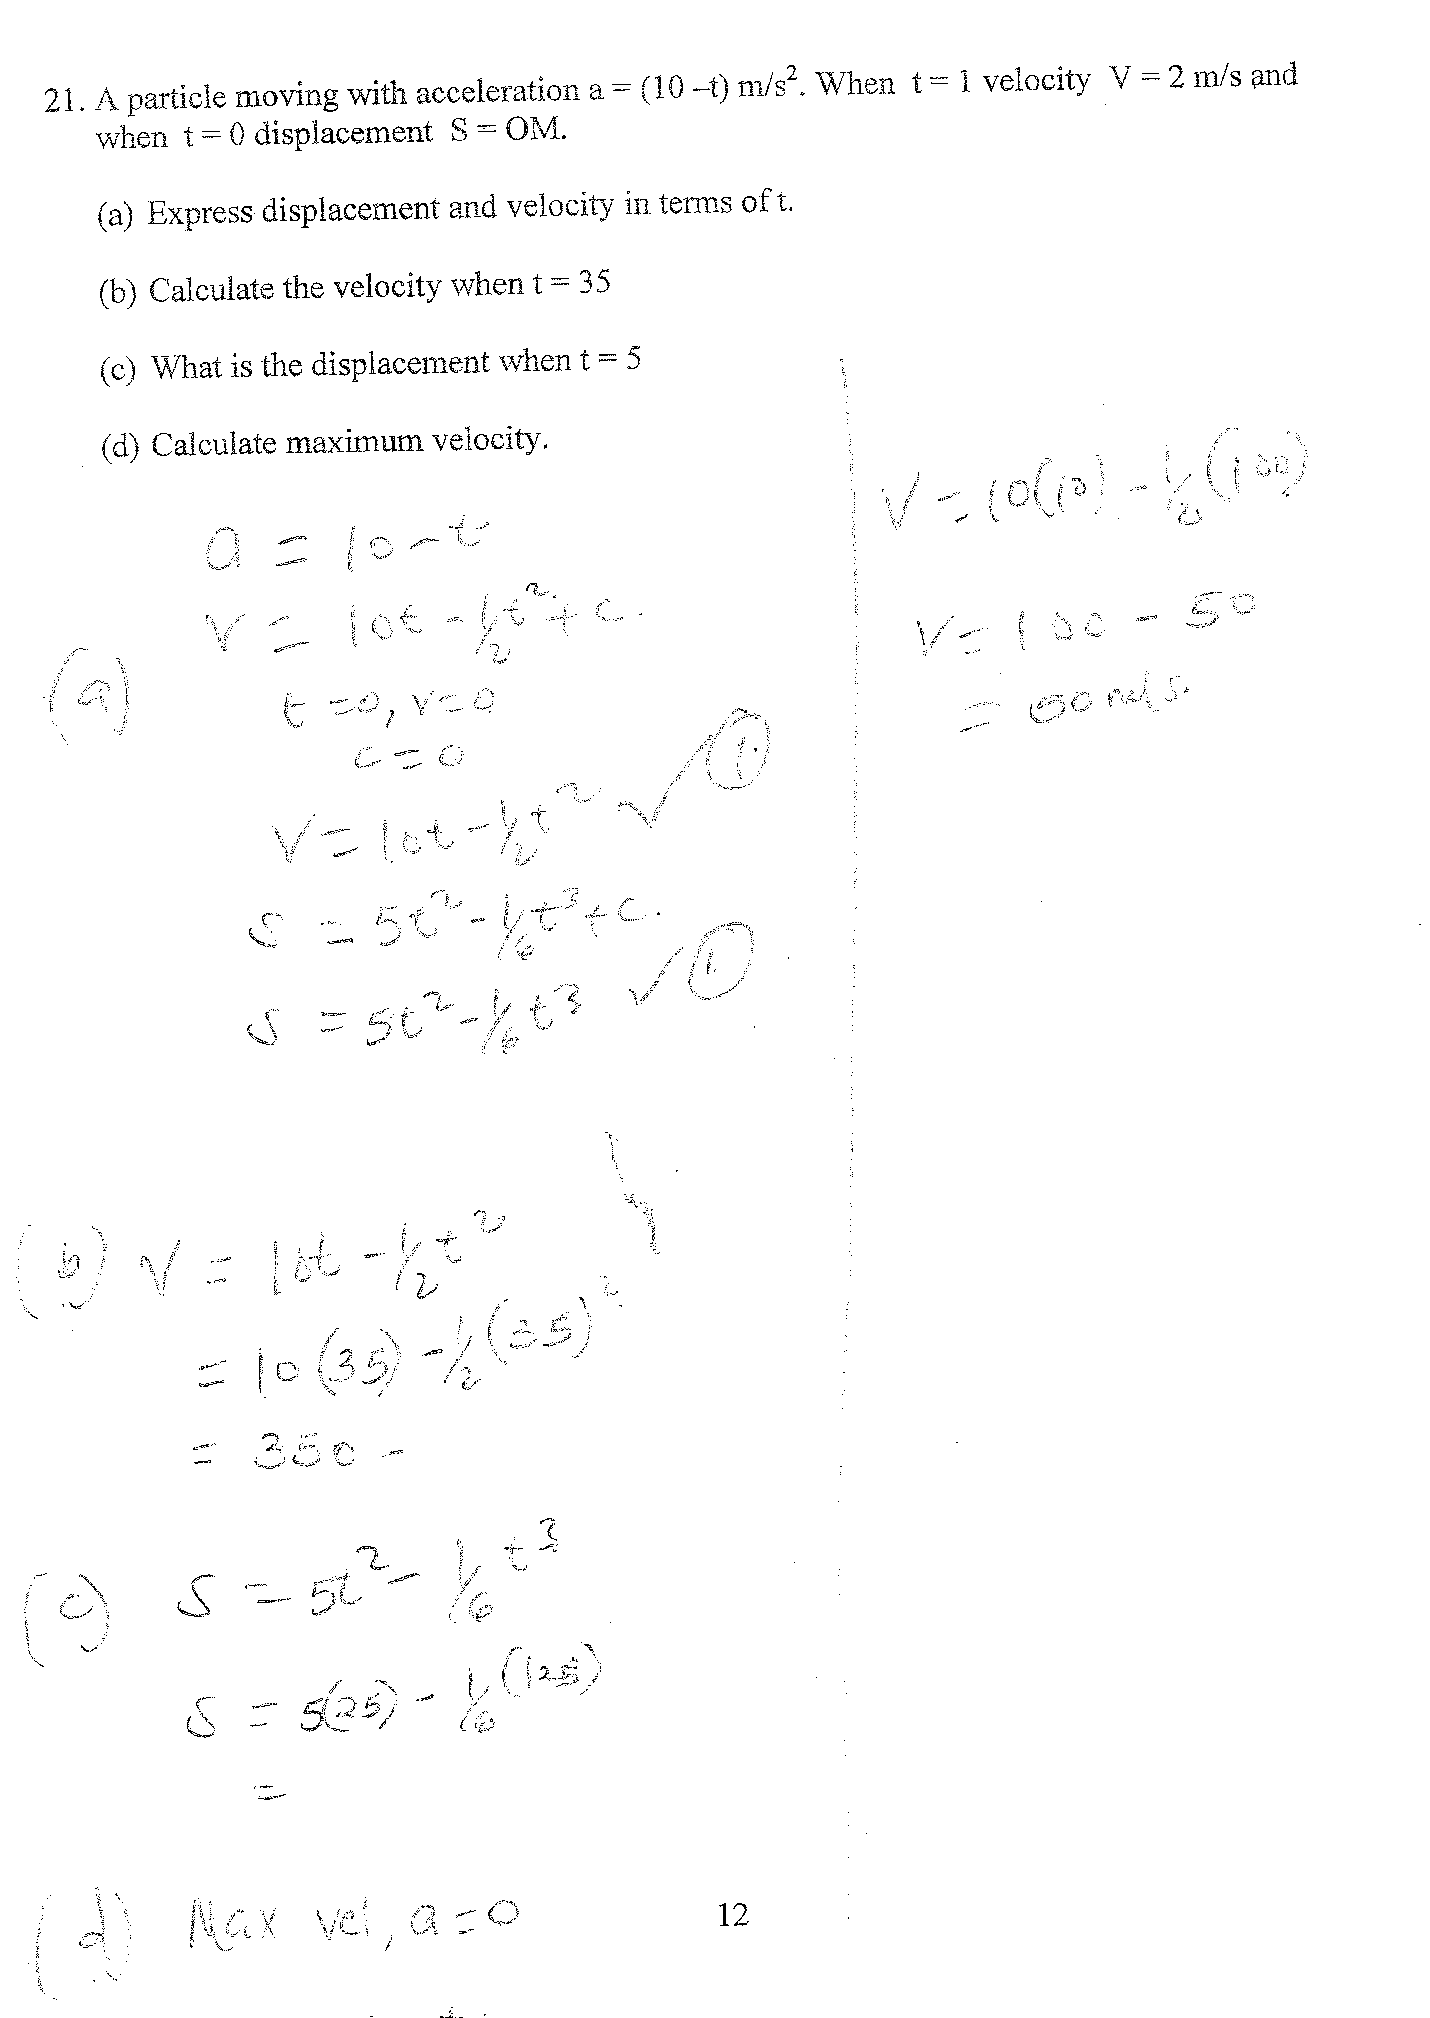 21. A particle moving with acceleration a = (10 –t) m/s². When t = 1 velocity V = 2 m/s and
when t = 0 displacement S = OM.
(a) Express displacement and velocity in terms of t.
(b) Calculate the velocity when t = 35
(c) What is the displacement when t = 5
(d) Calculate maximum velocity.
a = 10 - t
v = 10t - ½t² + c.
(a)
t = 0, v = 0
c = 0
v = 10t - ½t² ✓ ①
s = 5t² - ⅙t³ + c.
s = 5t² - ⅙t³ ✓ ①
(b) v = 10t - ½t²
= 10(35) - ½(35)²
= 350 -
(c) s = 5t² - ⅙t³
s = 5(25) - ⅙(125)
=
(d) Max vel, a = 0
V = 10(10) - ½(100)
V = 100 - 50
= 50 m/s.
12